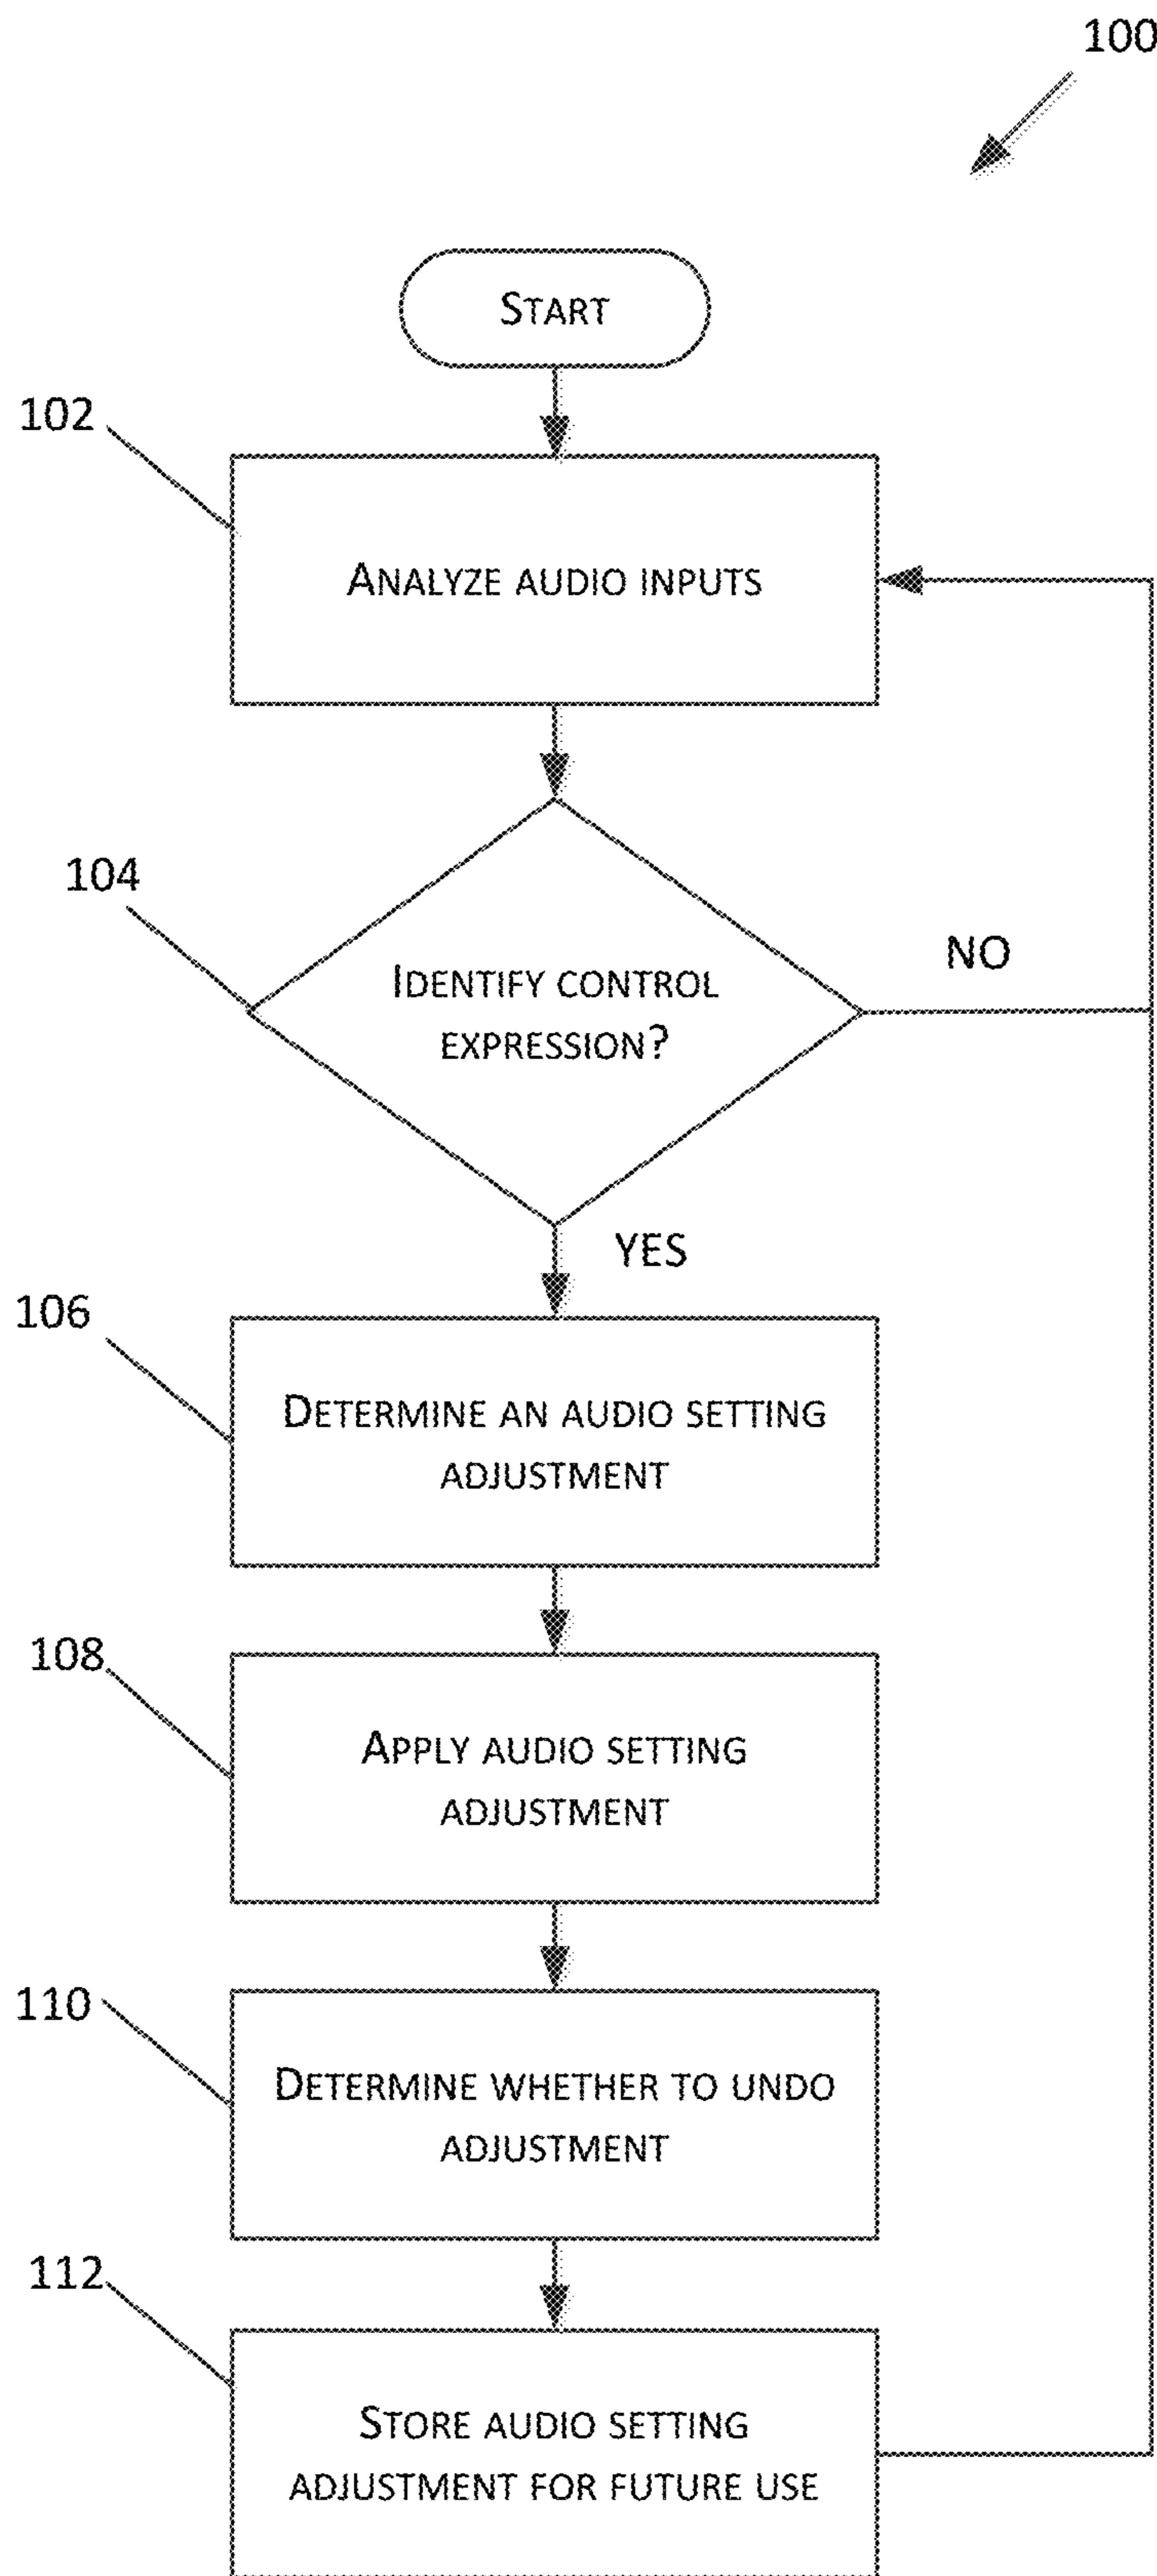 100
START
102
ANALYZE AUDIO INPUTS
104
IDENTIFY CONTROL
EXPRESSION?
NO
YES
106
DETERMINE AN AUDIO SETTING
ADJUSTMENT
108
APPLY AUDIO SETTING
ADJUSTMENT
110
DETERMINE WHETHER TO UNDO
ADJUSTMENT
112
STORE AUDIO SETTING
ADJUSTMENT FOR FUTURE USE